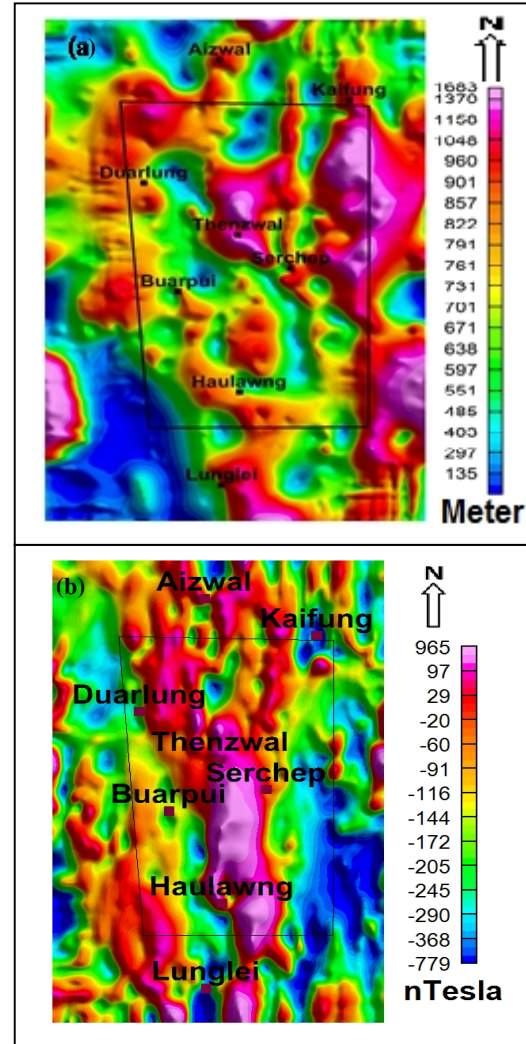 (a)
Aizwal
Kaifung
Duarlung
Thenzwal
Serchep
Buarpui
Haulawng
Lunglei
N
1683
1370
1158
1048
960
901
857
822
791
761
731
701
671
638
597
551
485
403
297
135
Meter
(b)
Aizwal
Kaifung
Duarlung
Thenzwal
Serchep
Buarpui
Haulawng
Lunglei
N
965
97
29
-20
-60
-91
-116
-144
-172
-205
-245
-290
-368
-779
nTesla